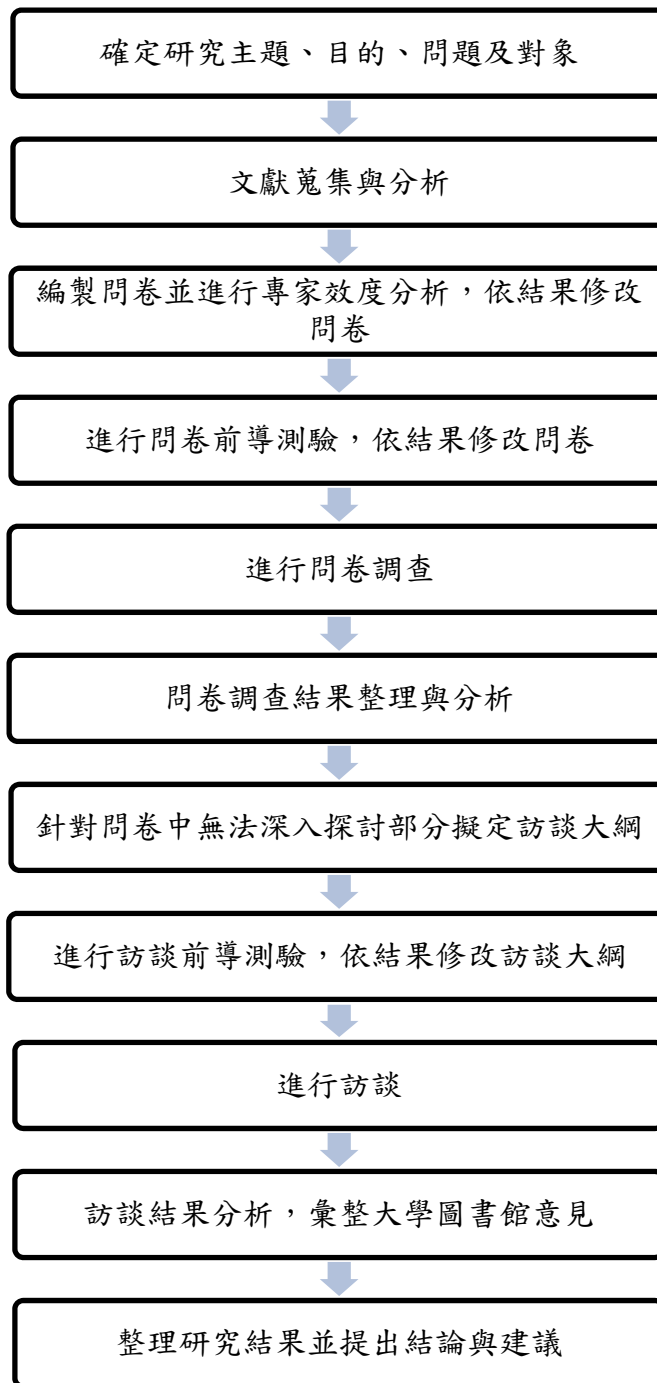 確定研究主題、目的、問題及對象
文獻蒐集與分析
編製問卷並進行專家效度分析，依結果修改
問卷
進行問卷前導測驗，依結果修改問卷
進行問卷調查
問卷調查結果整理與分析
針對問卷中無法深入探討部分擬定訪談大綱
進行訪談前導測驗，依結果修改訪談大綱
進行訪談
訪談結果分析，彙整大學圖書館意見
整理研究結果並提出結論與建議